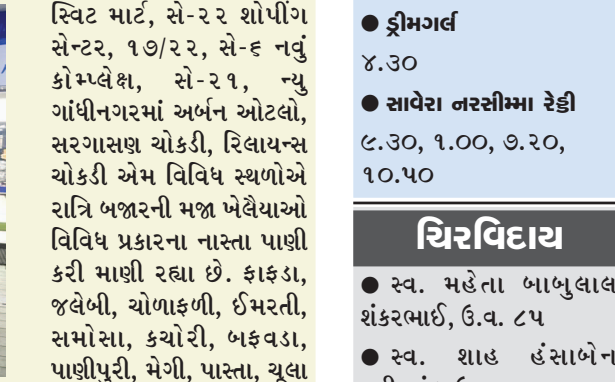 સ્વિટ માર્ટ, સે-૨૨ શોપીંગ
સેન્ટર, ૧૭/૨૨, સે-૬ નવું
કોમ્પ્લેક્ષ, સે-૨૧, ન્યુ
ગાંધીનગરમાં અર્બન ઓટલો,
સરગાસણ ચોકડી, રિલાયન્સ
ચોકડી એમ વિવિધ સ્થળોએ
રાત્રિ બજારની મજા ખેલૈયાઓ
વિવિધ પ્રકારના નાસ્તા પાણી
કરી માણી રહ્યા છે. ફાફડા,
જલેબી, ચોળાફળી, ઈમરતી,
સમોસા, કચોરી, બફવડા,
પાણીપુરી, મેગી, પાસ્તા, ચૂલા
● ડ્રીમગર્લ
૪.૩૦
● સાવેરા નરસીમ્મા રેડ્ડી
૯.૩૦, ૧.૦૦, ૭.૨૦,
૧૦.૫૦
ચિરવિદાય
● સ્વ. મહેતા બાબુલાલ
શંકરભાઈ, ઉ.વ. ૮૫
● સ્વ. શાહ હંસાબેન